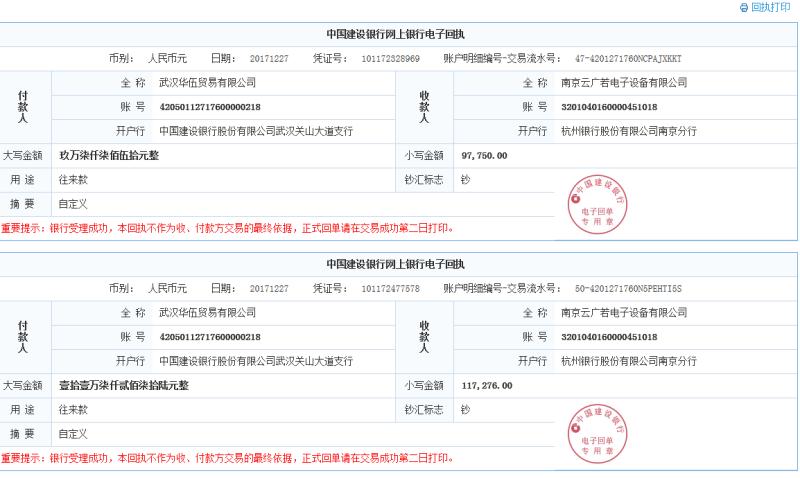 回执打印
中国建设银行网上银行电子回执
币别： 人民币元 日期： 20171227 凭证号： 101172328969 账户明细编号-交易流水号： 47-4201271760NCPAJXKKT
付款人 全 称 武汉华伍贸易有限公司 收款人 全 称 南京云广若电子设备有限公司
账 号 42050112717600000218 账 号 3201040160000451018
开户行 中国建设银行股份有限公司武汉关山大道支行 开户行 杭州银行股份有限公司南京分行
大写金额 玖万柒仟柒佰伍拾元整 小写金额 97,750.00
用 途 往来款 钞汇标志 钞
摘 要 自定义
中国建设银行
电子回单
专 用 章
重要提示：银行受理成功，本回执不作为收、付款方交易的最终依据，正式回单请在交易成功第二日打印。
中国建设银行网上银行电子回执
币别： 人民币元 日期： 20171227 凭证号： 101172477578 账户明细编号-交易流水号： 50-4201271760N5PEHTI5S
付款人 全 称 武汉华伍贸易有限公司 收款人 全 称 南京云广若电子设备有限公司
账 号 42050112717600000218 账 号 3201040160000451018
开户行 中国建设银行股份有限公司武汉关山大道支行 开户行 杭州银行股份有限公司南京分行
大写金额 壹拾壹万柒仟贰佰柒拾陆元整 小写金额 117,276.00
用 途 往来款 钞汇标志 钞
摘 要 自定义
中国建设银行
电子回单
专 用 章
重要提示：银行受理成功，本回执不作为收、付款方交易的最终依据，正式回单请在交易成功第二日打印。